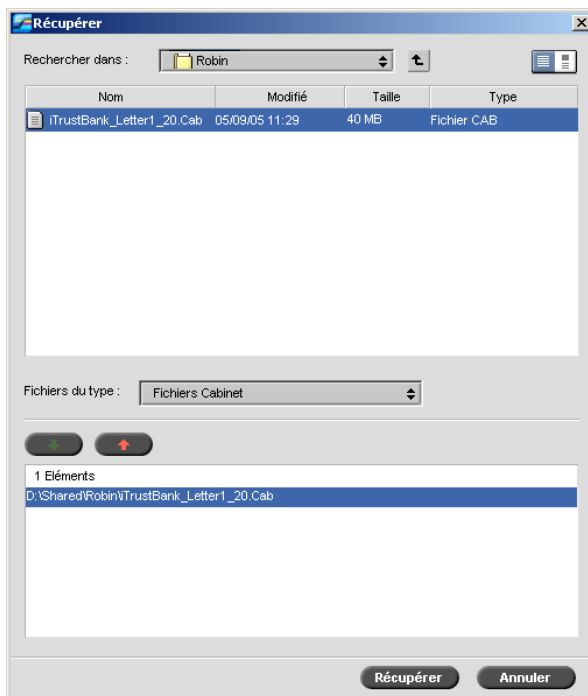 Récupérer
Rechercher dans :
Robin
Nom Modifié Taille Type
iTrustBank_Letter1_20.Cab 05/09/05 11:29 40 MB Fichier CAB
Fichiers du type :
Fichiers Cabinet
1 Eléments
D:\Shared\Robin\iTrustBank_Letter1_20.Cab
Récupérer Annuler